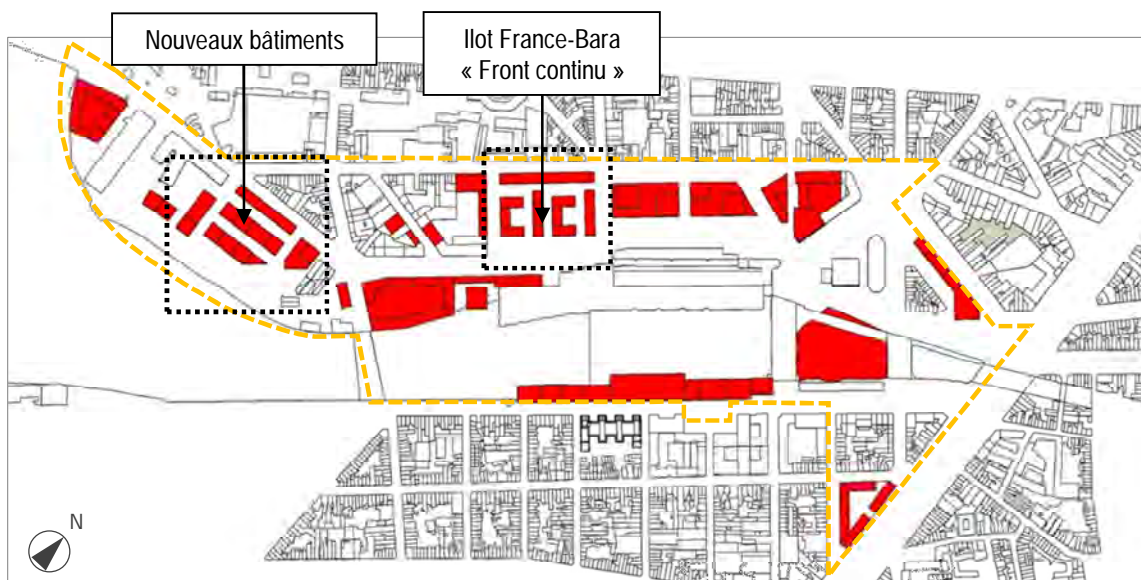 Nouveaux bâtiments
Ilot France-Bara
« Front continu »
N